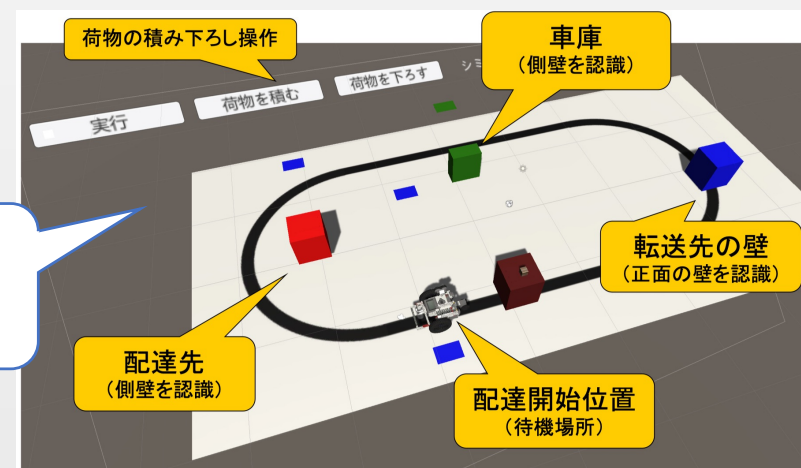 荷物の積み下ろし操作
車庫
（側壁を認識）
実行
荷物を積む
荷物を下ろす
シミ
転送先の壁
（正面の壁を認識）
配達先
（側壁を認識）
配達開始位置
（待機場所）